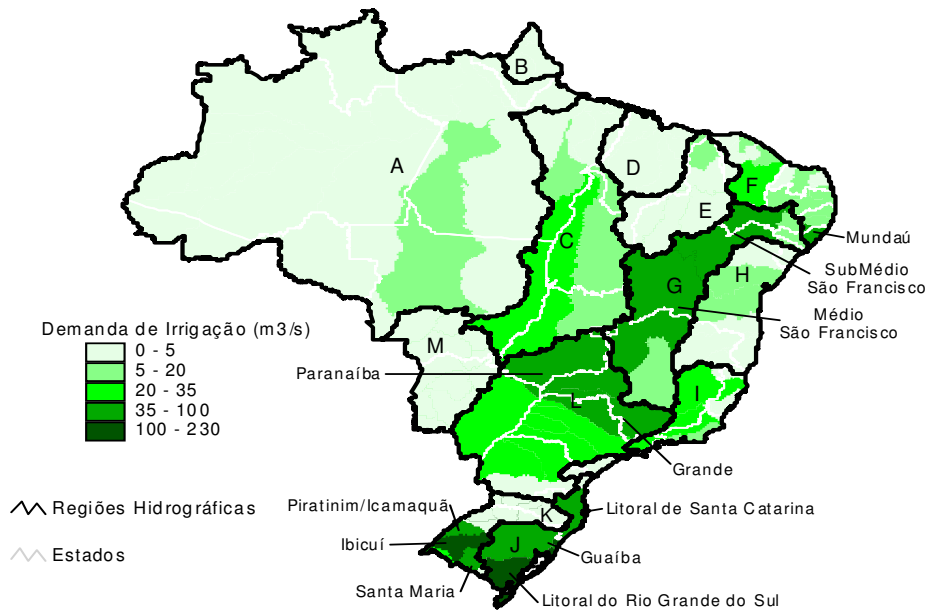 B
A
D
F
E
C
Mundaú
H
SubMédio
São Francisco
G
Médio
São Francisco
Demanda de Irrigação (m3/s)
0 - 5
5 - 20
20 - 35
35 - 100
100 - 230
M
Paranaíba
I
L
Grande
Regiões Hidrográficas
Estados
Piratinim/Icamaquã
K
Litoral de Santa Catarina
Ibicuí
J
Guaíba
Santa Maria
Litoral do Rio Grande do Sul